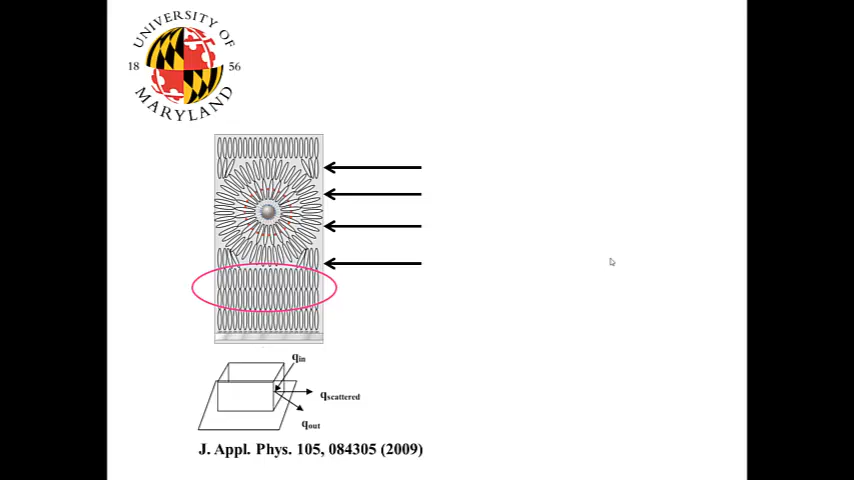 UNIVERSITY OF
18 56
MARYLAND
qin
qscattered
qout
J. Appl. Phys. 105, 084305 (2009)